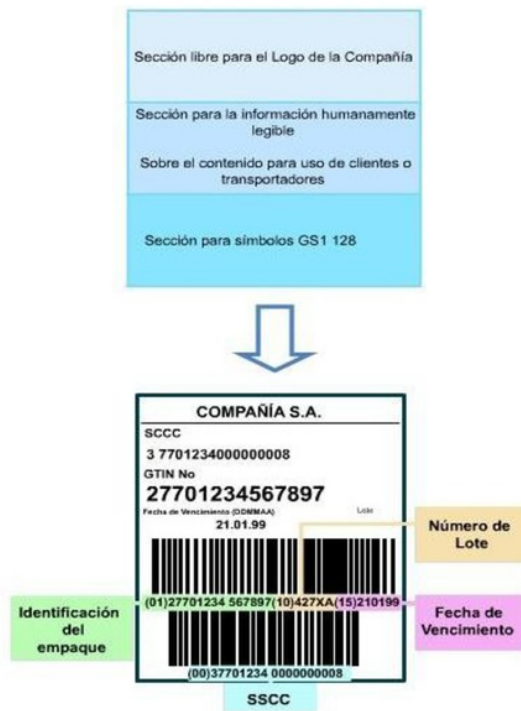 Sección libre para el Logo de la Compañía
Sección para la información humanamente
legible
Sobre el contenido para uso de clientes o
transportadores
Sección para símbolos GS1 128
COMPAÑÍA S.A.
SCCC
3 7701234000000008
GTIN No
27701234567897
Fecha de Vencimiento (DDMMAA)
Lote
21.01.99
Número de
Lote
(01)27701234 567897(10)427XA(15)210199
Identificación
del
empaque
Fecha de
Vencimiento
(00)37701234 0000000008
SSCC